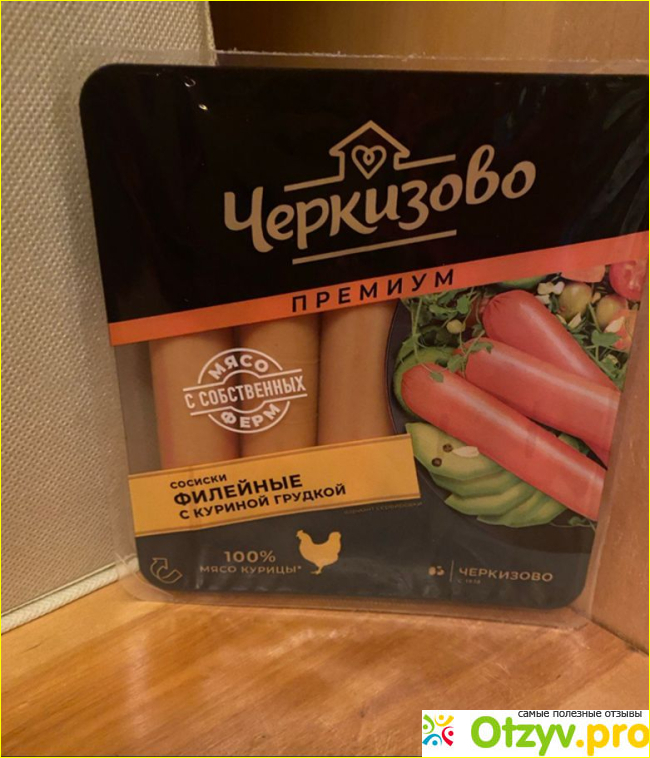 Черкизово
ПРЕМИУМ
МЯСО
С СОБСТВЕННЫХ
ФЕРМ
СОСИСКИ
ФИЛЕЙНЫЕ
С КУРИНОЙ ГРУДКОЙ
100%
МЯСО КУРИЦЫ*
ЧЕРКИЗОВО
самые полезные отзывы
Otzyv.pro